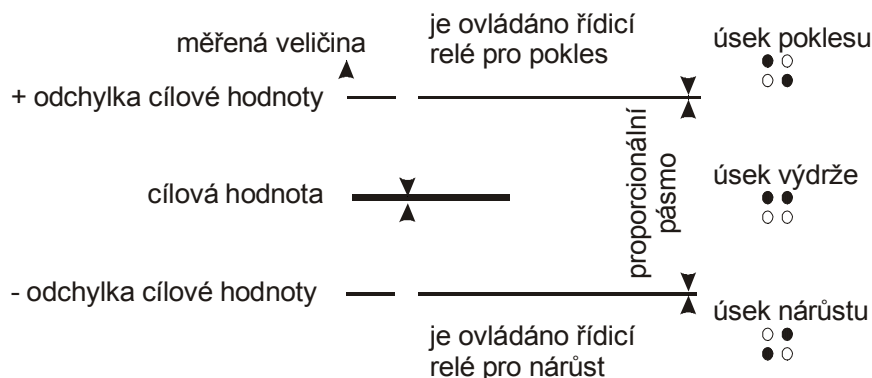 měřená veličina
je ovládáno řídicí
relé pro pokles
úsek poklesu
+ odchylka cílové hodnoty
proporcionální
pásmo
cílová hodnota
úsek výdrže
- odchylka cílové hodnoty
úsek nárůstu
je ovládáno řídicí
relé pro nárůst